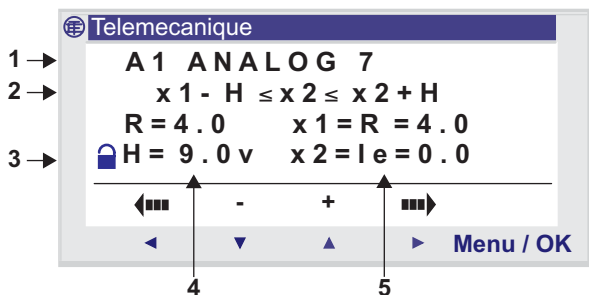 Telemecanique
1 A1 ANALOG 7
2 x1- H ≤ x2 ≤ x2+H
R=4.0 x1=R =4.0
3 H= 9.0v x2=Ie=0.0
- +
Menu / OK
4 5